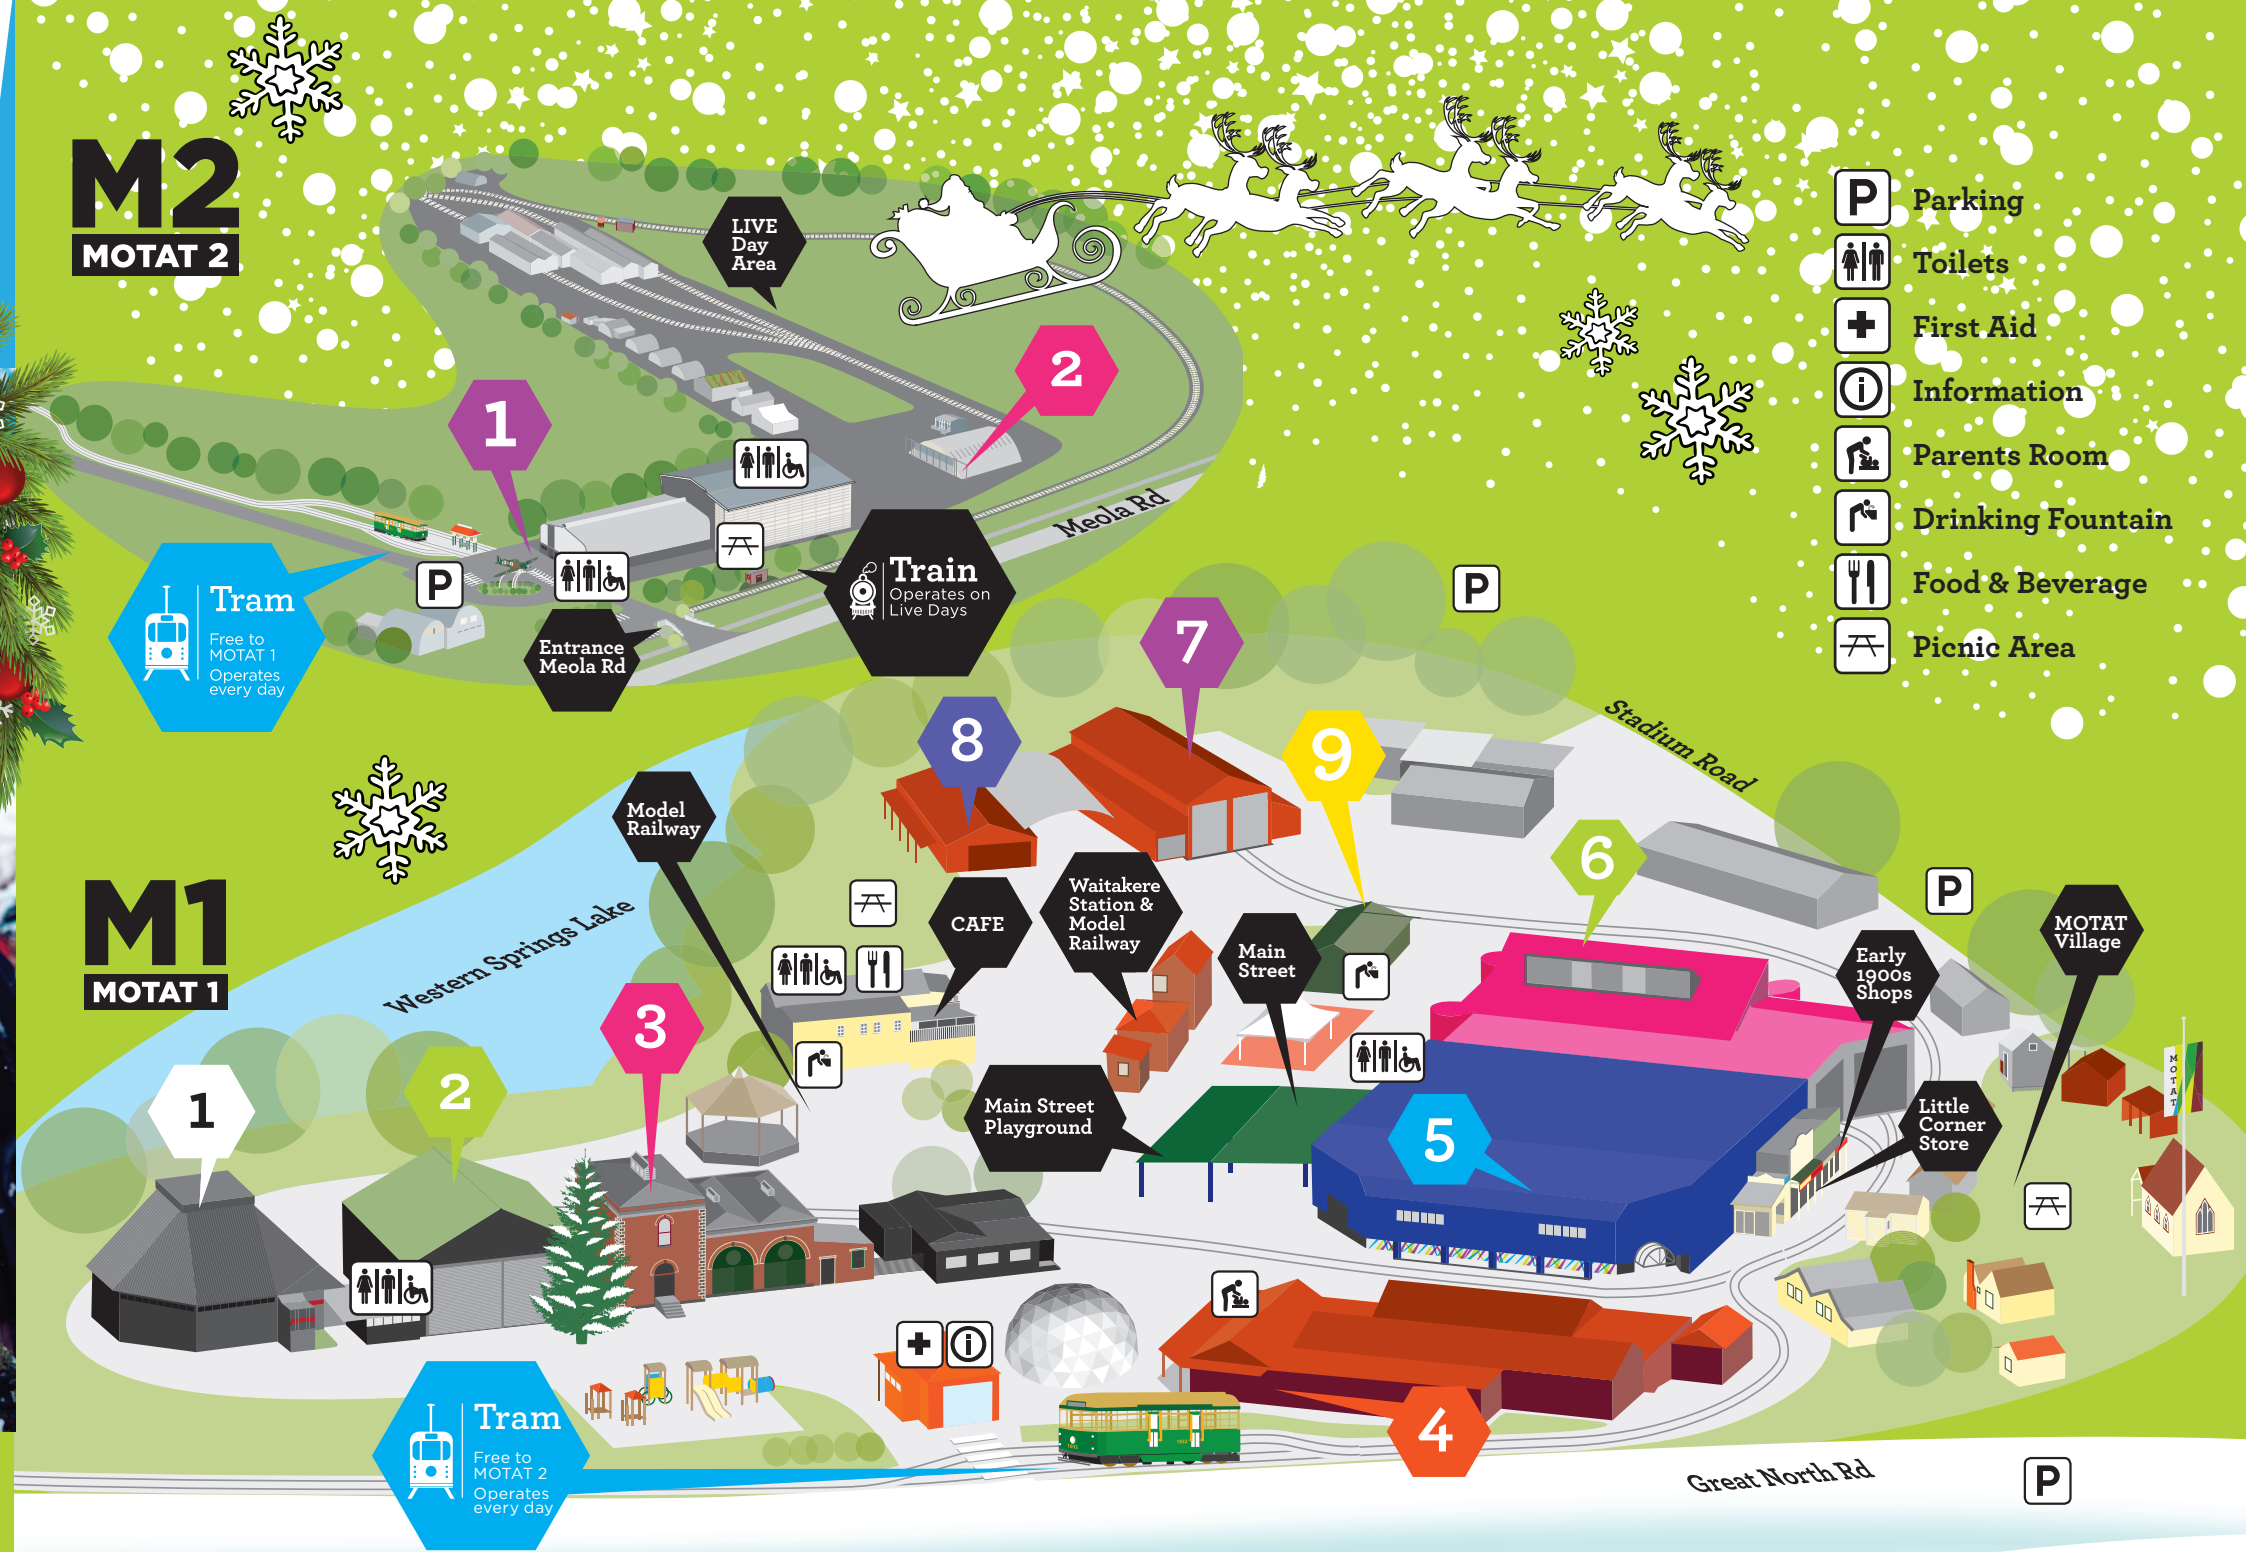 M2
MOTAT 2
LIVE
Day
Area
2
1
Meola Rd
Train
Operates on
Live Days
P
Tram
Free to
MOTAT 1
Operates
every day
Entrance
Meola Rd
P Parking
Toilets
First Aid
i Information
Parents Room
Drinking Fountain
Food & Beverage
Picnic Area
P
7
8
9
Stadium Road
Model
Railway
M1
MOTAT 1
Western Springs Lake
CAFE
Waitakere
Station &
Model
Railway
Main
Street
6
P
MOTAT
Village
Early
1900s
Shops
3
1
2
Main Street
Playground
5
Little
Corner
Store
MOTAT
i
Tram
Free to
MOTAT 2
Operates
every day
4
Great North Rd
P